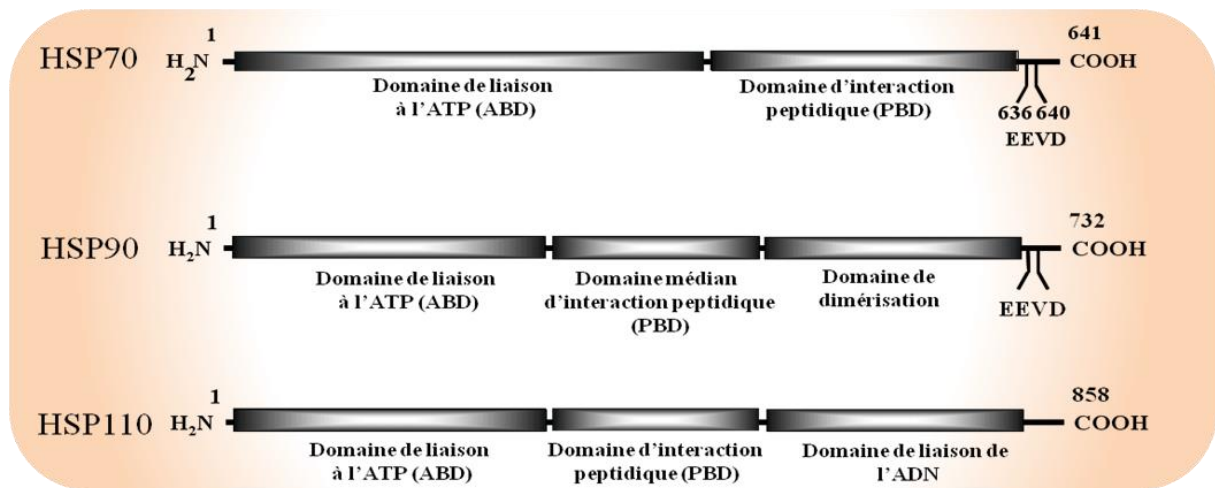 1
641
HSP70
H2N
COOH
Domaine de liaison
à l'ATP (ABD)
Domaine d'interaction
peptidique (PBD)
636 640
EEVD
1
732
HSP90
H2N
COOH
Domaine de liaison
à l'ATP (ABD)
Domaine médian
d'interaction peptidique
(PBD)
Domaine de
dimérisation
EEVD
1
858
HSP110
H2N
COOH
Domaine de liaison
à l'ATP (ABD)
Domaine d'interaction
peptidique (PBD)
Domaine de liaison de
l'ADN